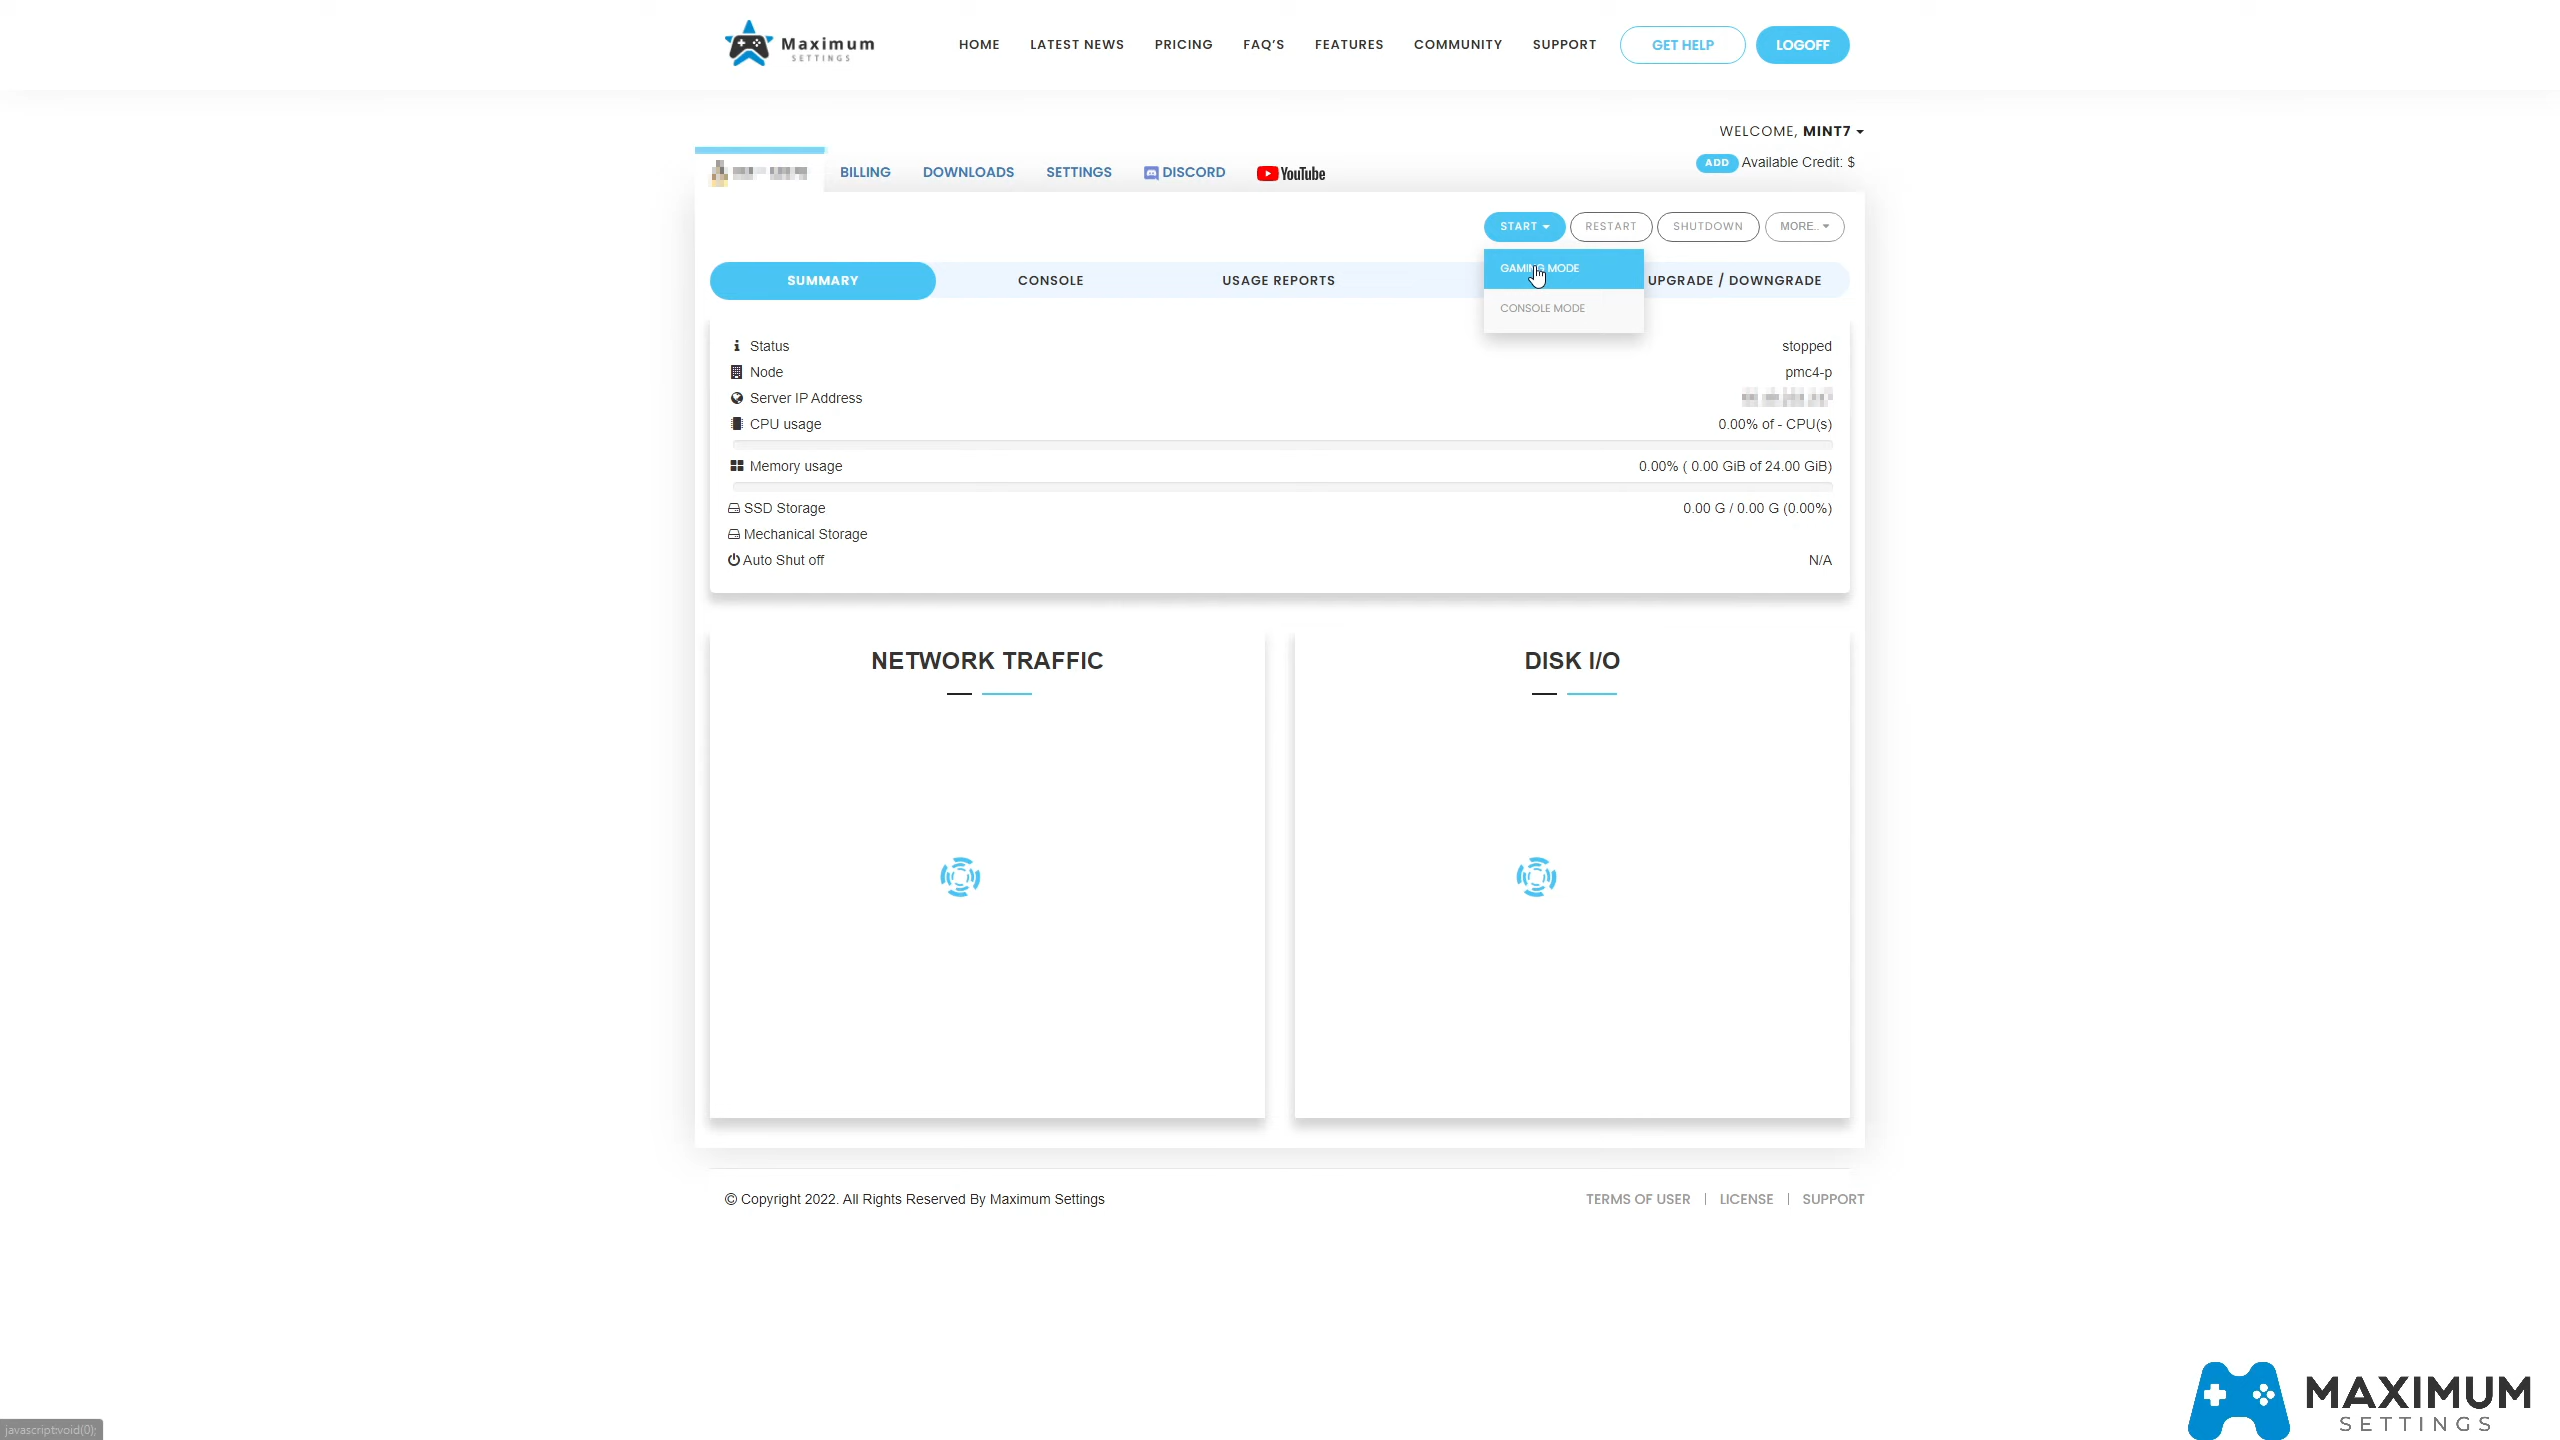 Maximum
SETTINGS
HOME LATEST NEWS PRICING FAQ'S FEATURES COMMUNITY SUPPORT GET HELP LOGOFF
WELCOME, MINT7
ADD Available Credit: $
BILLING DOWNLOADS SETTINGS DISCORD YouTube
START RESTART SHUTDOWN MORE..
GAMING MODE
CONSOLE MODE
SUMMARY CONSOLE USAGE REPORTS UPGRADE / DOWNGRADE
Status stopped
Node pmc4-p
Server IP Address
CPU usage 0.00% of - CPU(s)
Memory usage 0.00% ( 0.00 GiB of 24.00 GiB)
SSD Storage 0.00 G / 0.00 G (0.00%)
Mechanical Storage
Auto Shut off N/A
NETWORK TRAFFIC DISK I/O
© Copyright 2022. All Rights Reserved By Maximum Settings
TERMS OF USER | LICENSE | SUPPORT
javascript:void(0);
MAXIMUM
SETTINGS